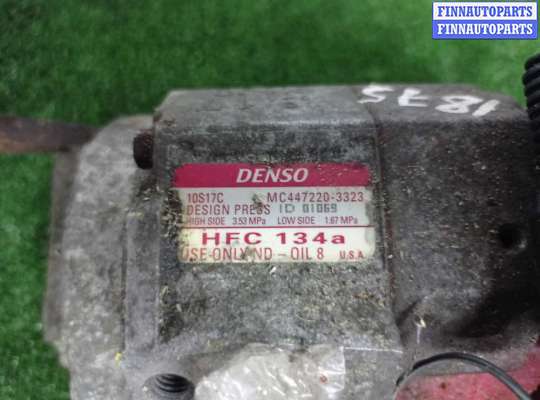 FINNAUTOPARTS
FINNAUTOPARTS
FINNAUTOPARTS
DENSO
10S17C MC447220-3323
DESIGN PRESS ID 01069
HIGH SIDE 3.53 MPa LOW SIDE 1.67 MPa
HFC 134a
USE ONLY ND-OIL 8 U.S.A.